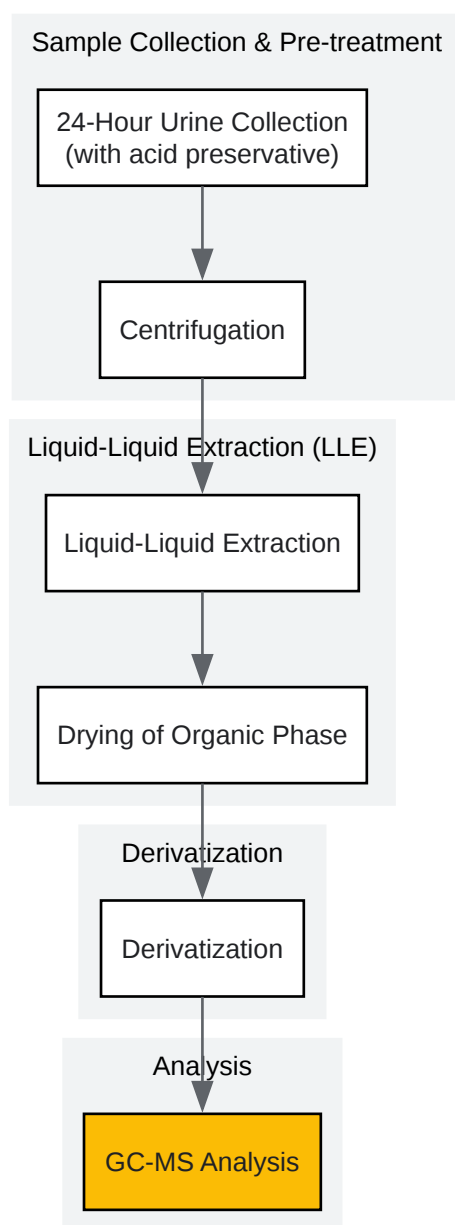 Sample Collection & Pre-treatment
24-Hour Urine Collection
(with acid preservative)
Centrifugation
Liquid-Liquid Extraction (LLE)
Liquid-Liquid Extraction
Drying of Organic Phase
Derivatization
Derivatization
Analysis
GC-MS Analysis